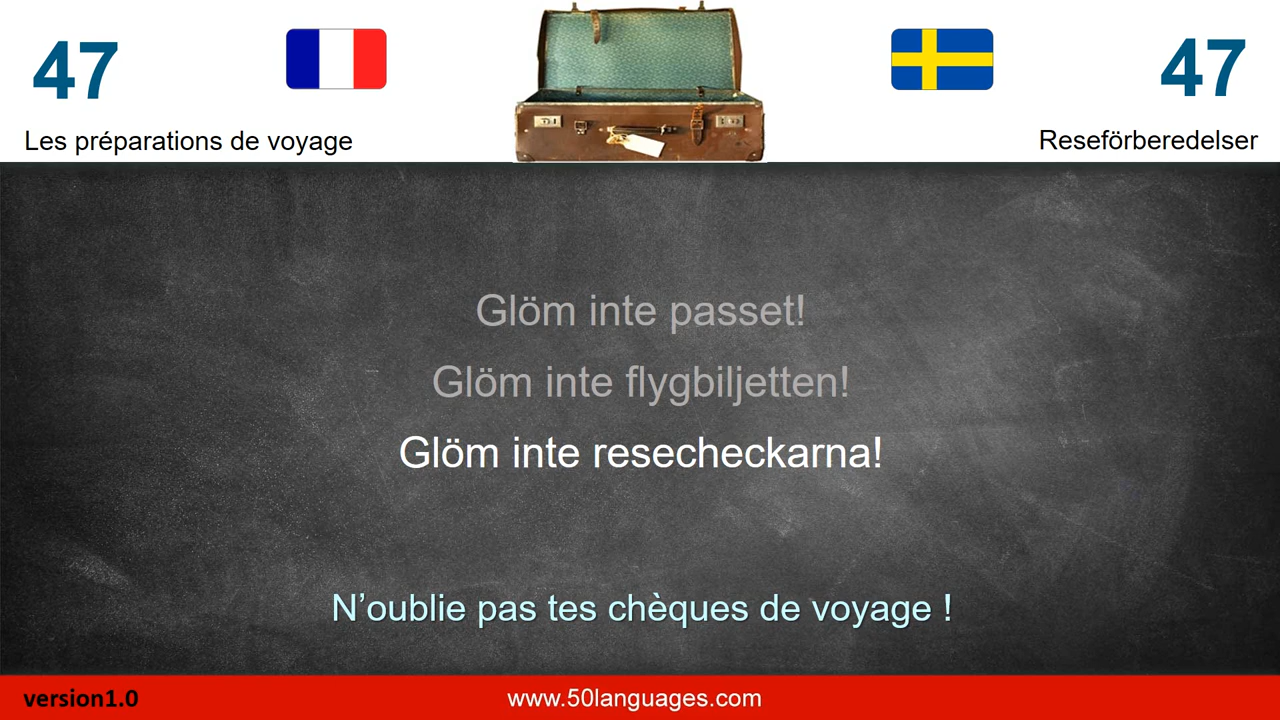 47
47
Les préparations de voyage
Reseförberedelser
Glöm inte passet!
Glöm inte flygbiljetten!
Glöm inte resecheckarna!
N’oublie pas tes chèques de voyage !
version1.0
www.50languages.com